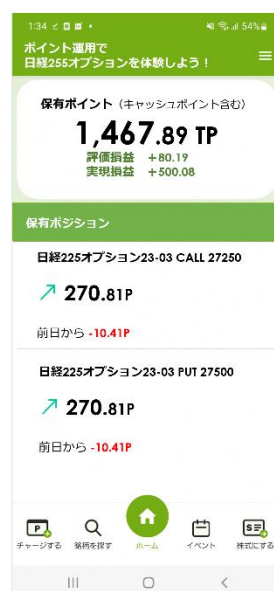 1:34
54%
ポイント運用で
日経255オプションを体験しよう！
保有ポイント（キャッシュポイント含む）
1,467.89 TP
評価損益 +80.19
実現損益 +500.08
保有ポジション
日経225オプション23-03 CALL 27250
270.81P
前日から -10.41P
日経225オプション23-03 PUT 27500
270.81P
前日から -10.41P
P
S
チャージする 銘柄を探す ホーム イベント 株式にする